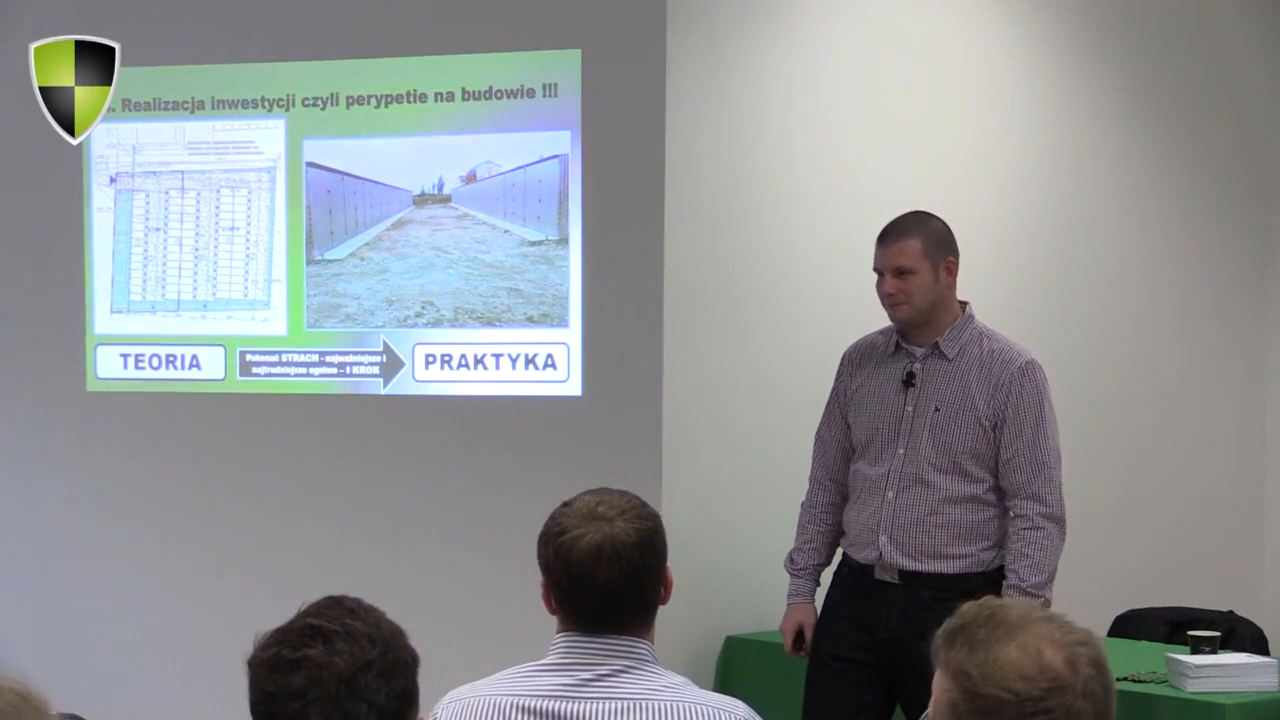 . Realizacja inwestycji czyli perypetie na budowie !!!
TEORIA
Pokonać STRACH - najważniejsze i
najtrudniejsze ogniwo – I KROK
PRAKTYKA